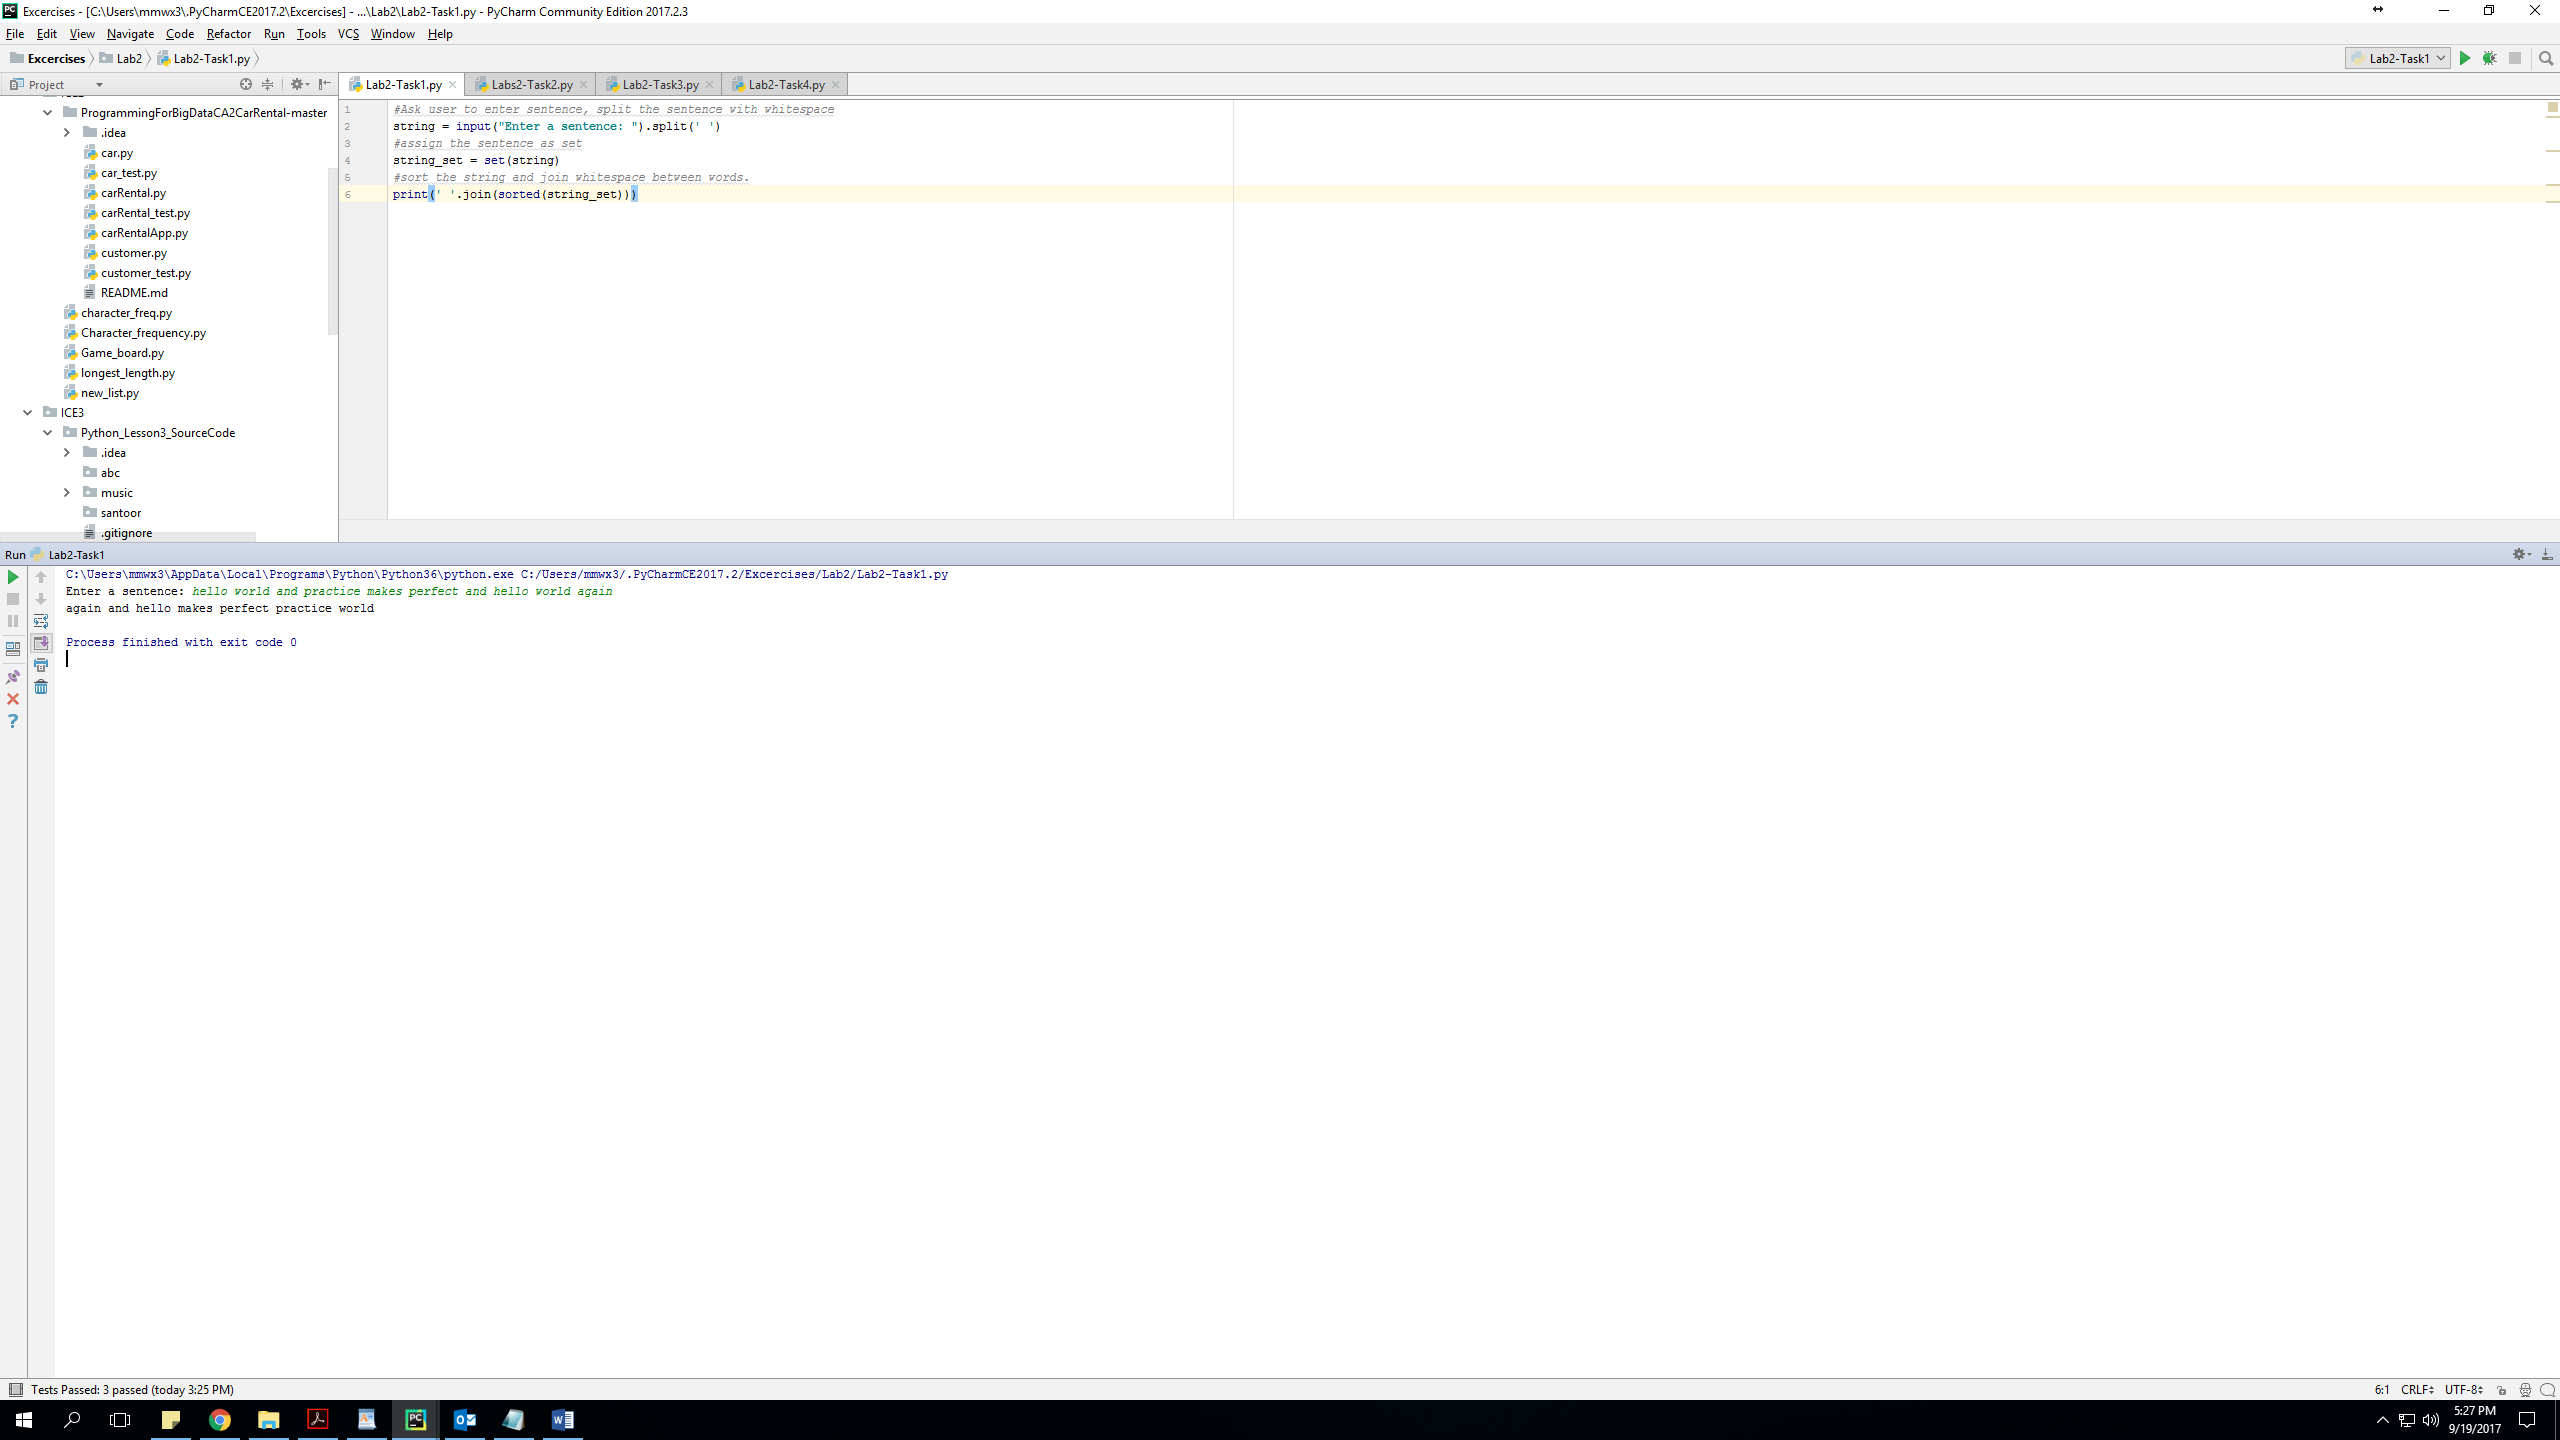 Excercises - [C:\Users\mmwx3\.PyCharmCE2017.2\Excercises] - ...\Lab2\Lab2-Task1.py - PyCharm Community Edition 2017.2.3
File Edit View Navigate Code Refactor Run Tools VCS Window Help
Excercises Lab2 Lab2-Task1.py
Lab2-Task1
Project
Lab2-Task1.py Labs2-Task2.py Lab2-Task3.py Lab2-Task4.py
ProgrammingForBigDataCA2CarRental-master
.idea
car.py
car_test.py
carRental.py
carRental_test.py
carRentalApp.py
customer.py
customer_test.py
README.md
character_freq.py
Character_frequency.py
Game_board.py
longest_length.py
new_list.py
ICE3
Python_Lesson3_SourceCode
.idea
abc
music
santoor
.gitignore
1 #Ask user to enter sentence, split the sentence with whitespace
2 string = input("Enter a sentence: ").split(' ')
3 #assign the sentence as set
4 string_set = set(string)
5 #sort the string and join whitespace between words.
6 print(' '.join(sorted(string_set)))
Run Lab2-Task1
C:\Users\mmwx3\AppData\Local\Programs\Python\Python36\python.exe C:/Users/mmwx3/.PyCharmCE2017.2/Excercises/Lab2/Lab2-Task1.py
Enter a sentence: hello world and practice makes perfect and hello world again
again and hello makes perfect practice world
Process finished with exit code 0
Tests Passed: 3 passed (today 3:25 PM)
6:1 CRLF UTF-8
5:27 PM
9/19/2017